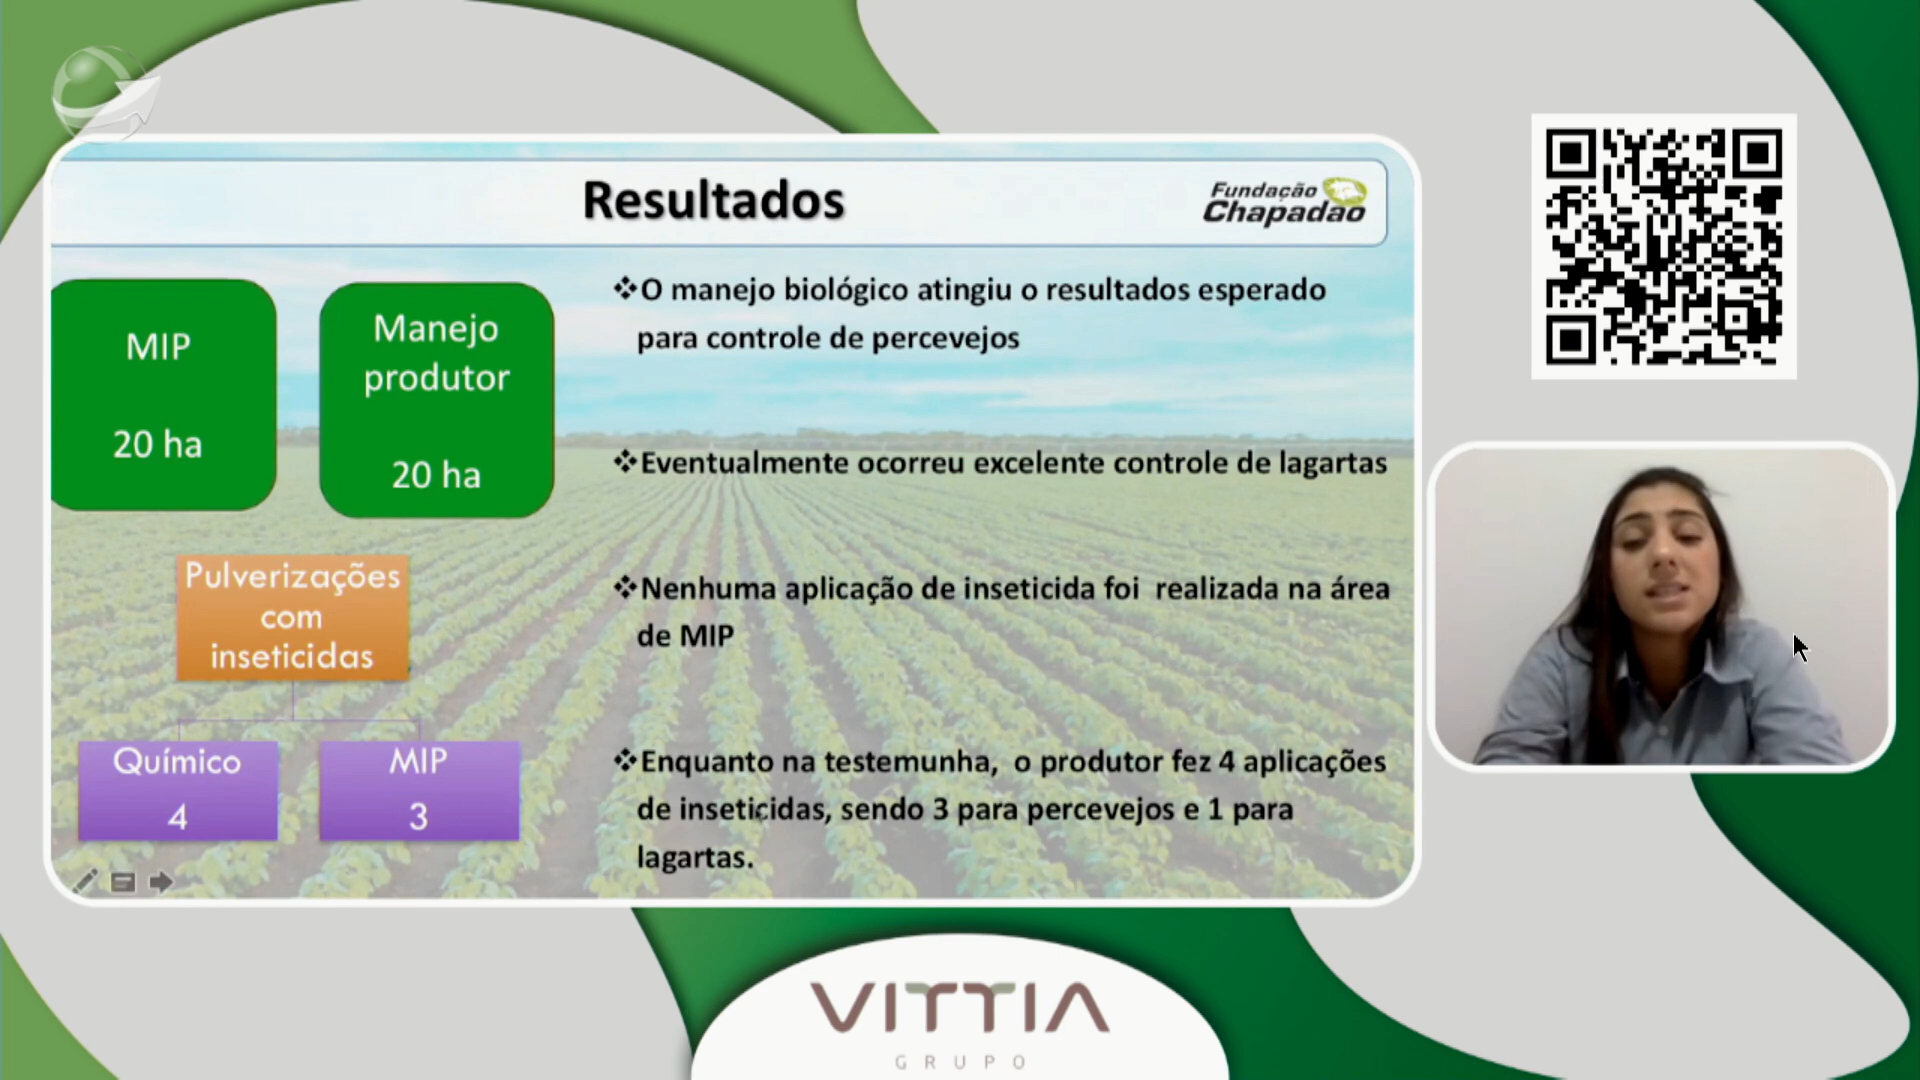 Resultados
Fundação
Chapadão
MIP
20 ha
Manejo
produtor
20 ha
Pulverizações
com
inseticidas
Químico
4
MIP
3
❖O manejo biológico atingiu o resultados esperado
para controle de percevejos
❖Eventualmente ocorreu excelente controle de lagartas
❖Nenhuma aplicação de inseticida foi realizada na área
de MIP
❖Enquanto na testemunha, o produtor fez 4 aplicações
de inseticidas, sendo 3 para percevejos e 1 para
lagartas.
VITTIA
GRUPO